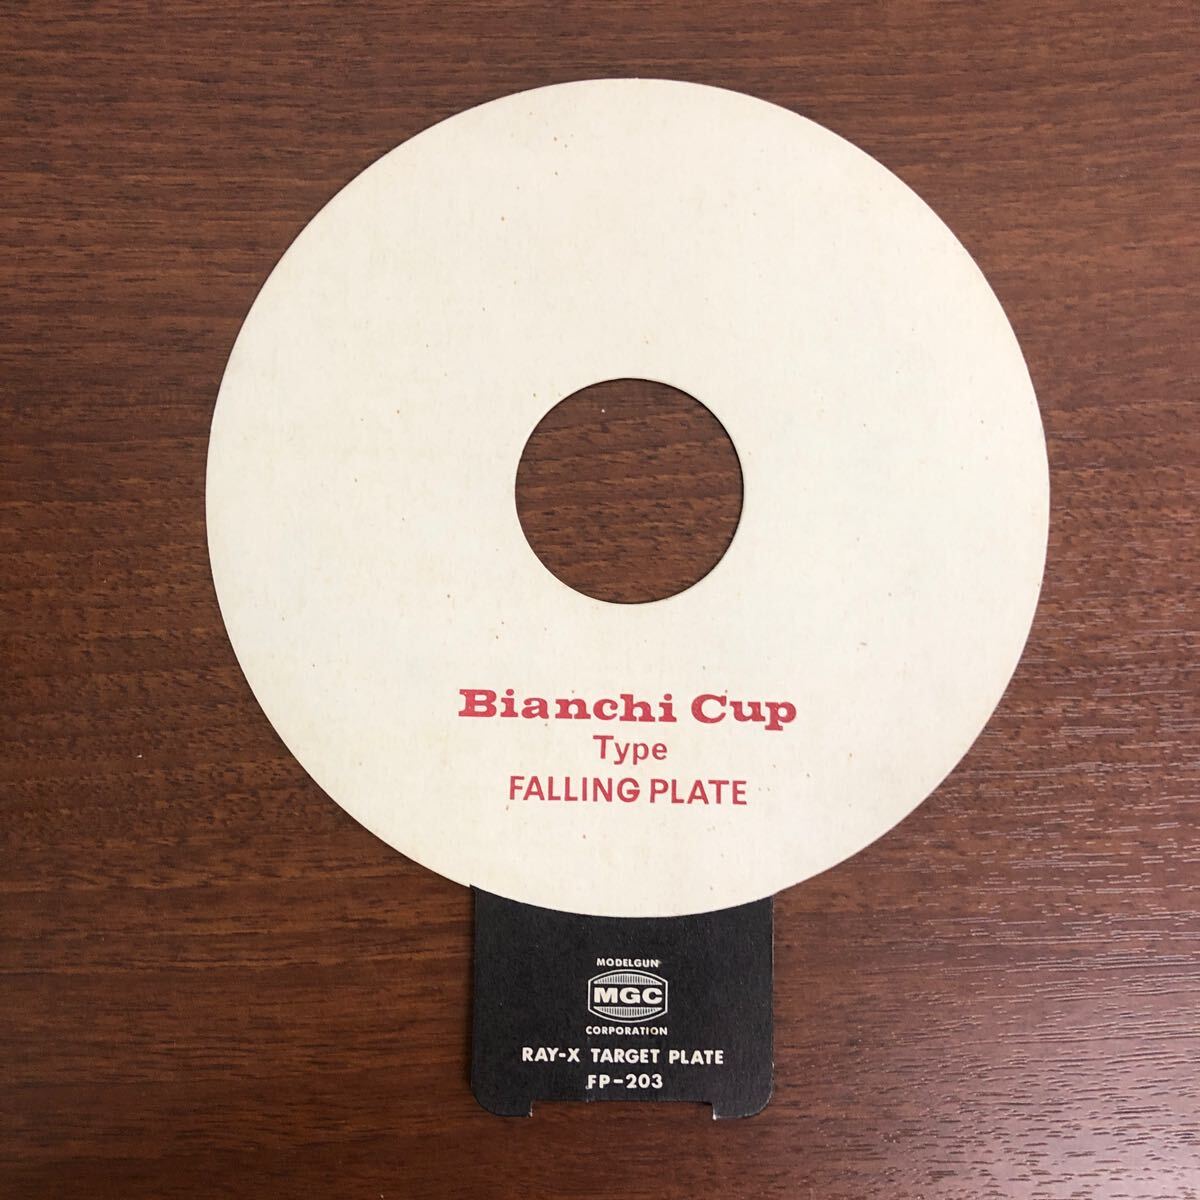 Bianchi Cup
Type
FALLING PLATE
MODELGUN
MGC
CORPORATION
RAY-X TARGET PLATE
FP-203